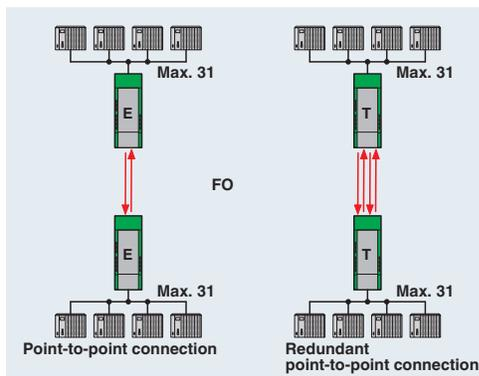 Max. 31
Max. 31
E
T
FO
E
T
Max. 31
Max. 31
Point-to-point connection
Redundant
point-to-point connection